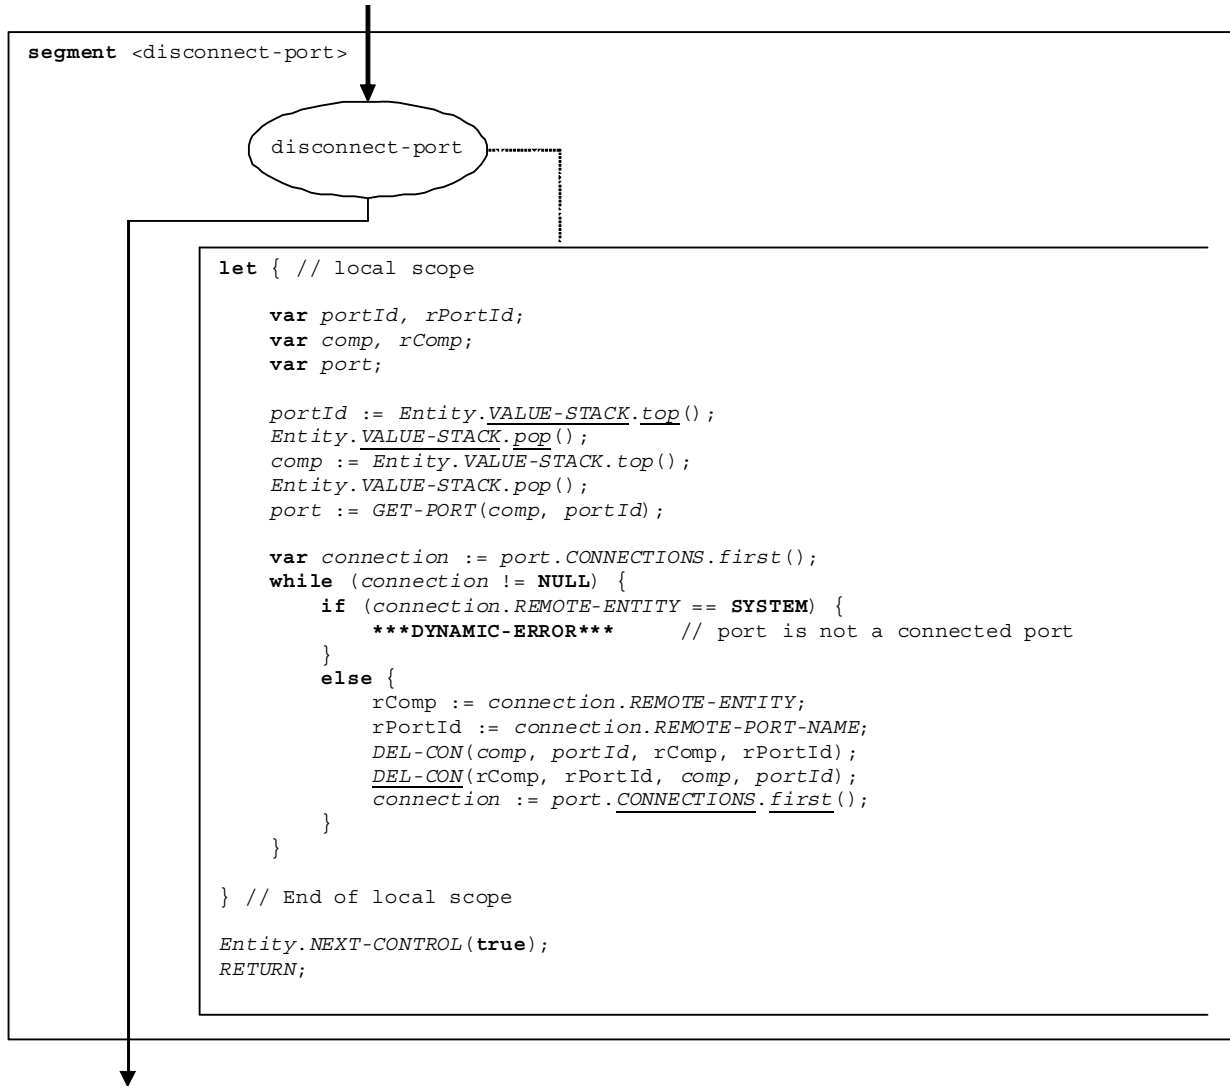 segment <disconnect-port>
disconnect-port
let { // local scope
var portId, rPortId;
var comp, rComp;
var port;
portId := Entity.VALUE-STACK.top();
Entity.VALUE-STACK.pop();
comp := Entity.VALUE-STACK.top();
Entity.VALUE-STACK.pop();
port := GET-PORT(comp, portId);
var connection := port.CONNECTIONS.first();
while (connection != NULL) {
if (connection.REMOTE-ENTITY == SYSTEM) {
***DYNAMIC-ERROR*** // port is not a connected port
}
else {
rComp := connection.REMOTE-ENTITY;
rPortId := connection.REMOTE-PORT-NAME;
DEL-CON(comp, portId, rComp, rPortId);
DEL-CON(rComp, rPortId, comp, portId);
connection := port.CONNECTIONS.first();
}
}
} // End of local scope
Entity.NEXT-CONTROL(true);
RETURN;